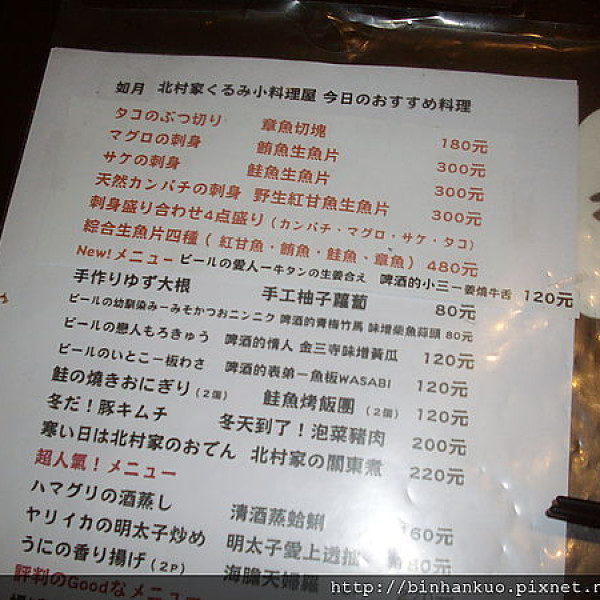 如月 北村家くるみ小料理屋 今日のおすすめ料理
タコのぶつ切り 章魚切塊 180元
マグロの刺身 鮪魚生魚片 300元
サケの刺身 鮭魚生魚片 300元
天然カンパチの刺身 野生紅甘魚生魚片 300元
刺身盛り合わせ4点盛り(カンパチ・マグロ・サケ・タコ)
綜合生魚片四種(紅甘魚・鮪魚・鮭魚、章魚) 480元
New!メニュー ビールの愛人ー牛タンの生姜合え 啤酒的小三ー姜燒牛舌 120元
手作りゆず大根 手工柚子蘿蔔 80元
ビールの幼馴染みーみそかつおニンニク 啤酒的青梅竹馬 味增柴魚蒜頭 80元
ビールの戀人もろきゅう 啤酒的情人 金三寺味增黃瓜 120元
ビールのいとこー板わさ 啤酒的表弟ー魚板WASABI 120元
鮭の燒きおにぎり(2個) 鮭魚烤飯團 (2個) 120元
冬だ!豚キムチ 冬天到了!泡菜豬肉 200元
寒い日は北村家のおでん 北村家の關東煮 220元
超人氣!メニュー
ハマグリの酒蒸し 清酒蒸蛤蜊 60元
ヤリイカの明太子炒め 明太子愛上透抽 80元
うにの香り揚げ(2P) 海膽天婦羅
評判のGoodなメニュー
http://binhankuo.pixnet.n